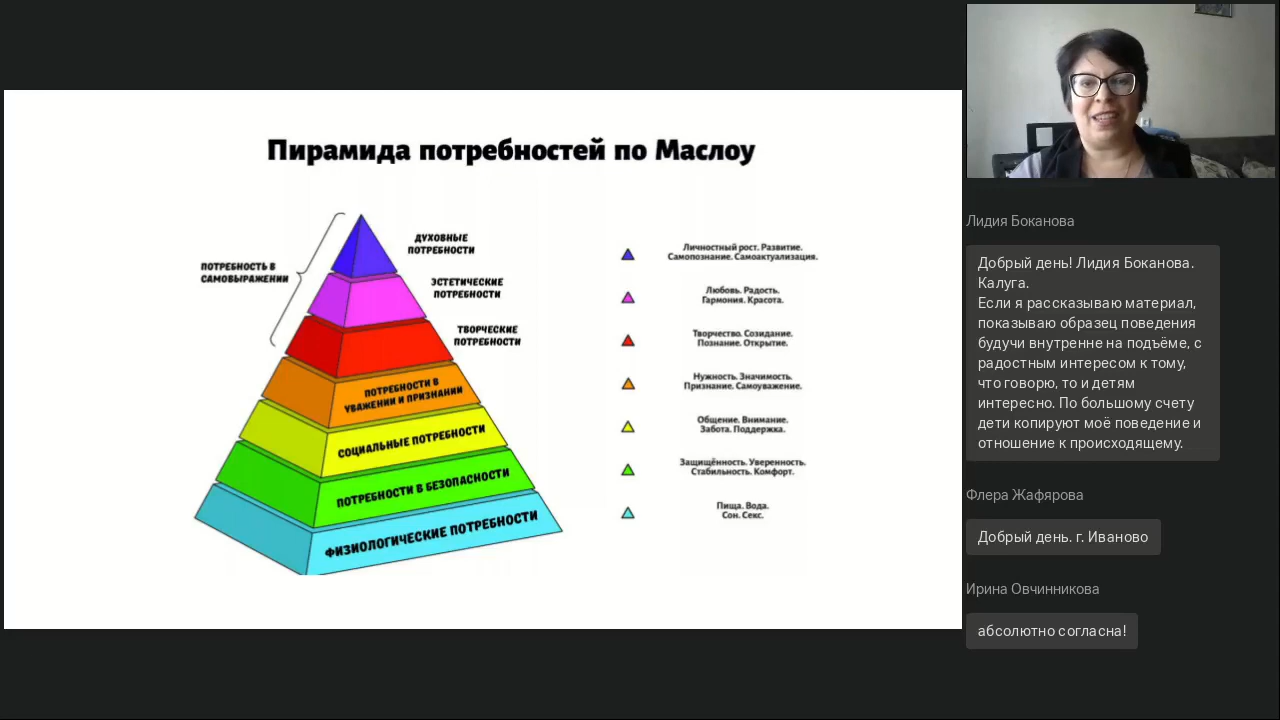 Пирамида потребностей по Маслоу
ПОТРЕБНОСТЬ В
САМОВЫРАЖЕНИИ
ДУХОВНЫЕ
ПОТРЕБНОСТИ
ЭСТЕТИЧЕСКИЕ
ПОТРЕБНОСТИ
ТВОРЧЕСКИЕ
ПОТРЕБНОСТИ
ПОТРЕБНОСТИ В
УВАЖЕНИИ И ПРИЗНАНИИ
СОЦИАЛЬНЫЕ ПОТРЕБНОСТИ
ПОТРЕБНОСТИ В БЕЗОПАСНОСТИ
ФИЗИОЛОГИЧЕСКИЕ ПОТРЕБНОСТИ
Личностный рост. Развитие.
Самопознание. Самоактуализация.
Любовь. Радость.
Гармония. Красота.
Творчество. Созидание.
Познание. Открытие.
Нужность. Значимость.
Признание. Самоуважение.
Общение. Внимание.
Забота. Поддержка.
Защищённость. Уверенность.
Стабильность. Комфорт.
Пища. Вода.
Сон. Секс.
Лидия Боканова
Добрый день! Лидия Боканова.
Калуга.
Если я рассказываю материал,
показываю образец поведения
будучи внутренне на подъёме, с
радостным интересом к тому,
что говорю, то и детям
интересно. По большому счету
дети копируют моё поведение и
отношение к происходящему.
Флера Жафярова
Добрый день. г. Иваново
Ирина Овчинникова
абсолютно согласна!